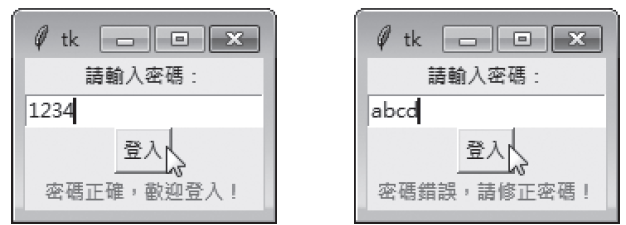 tk
請輸入密碼：
1234
登入
密碼正確，歡迎登入！
tk
請輸入密碼：
abcd
登入
密碼錯誤，請修正密碼！